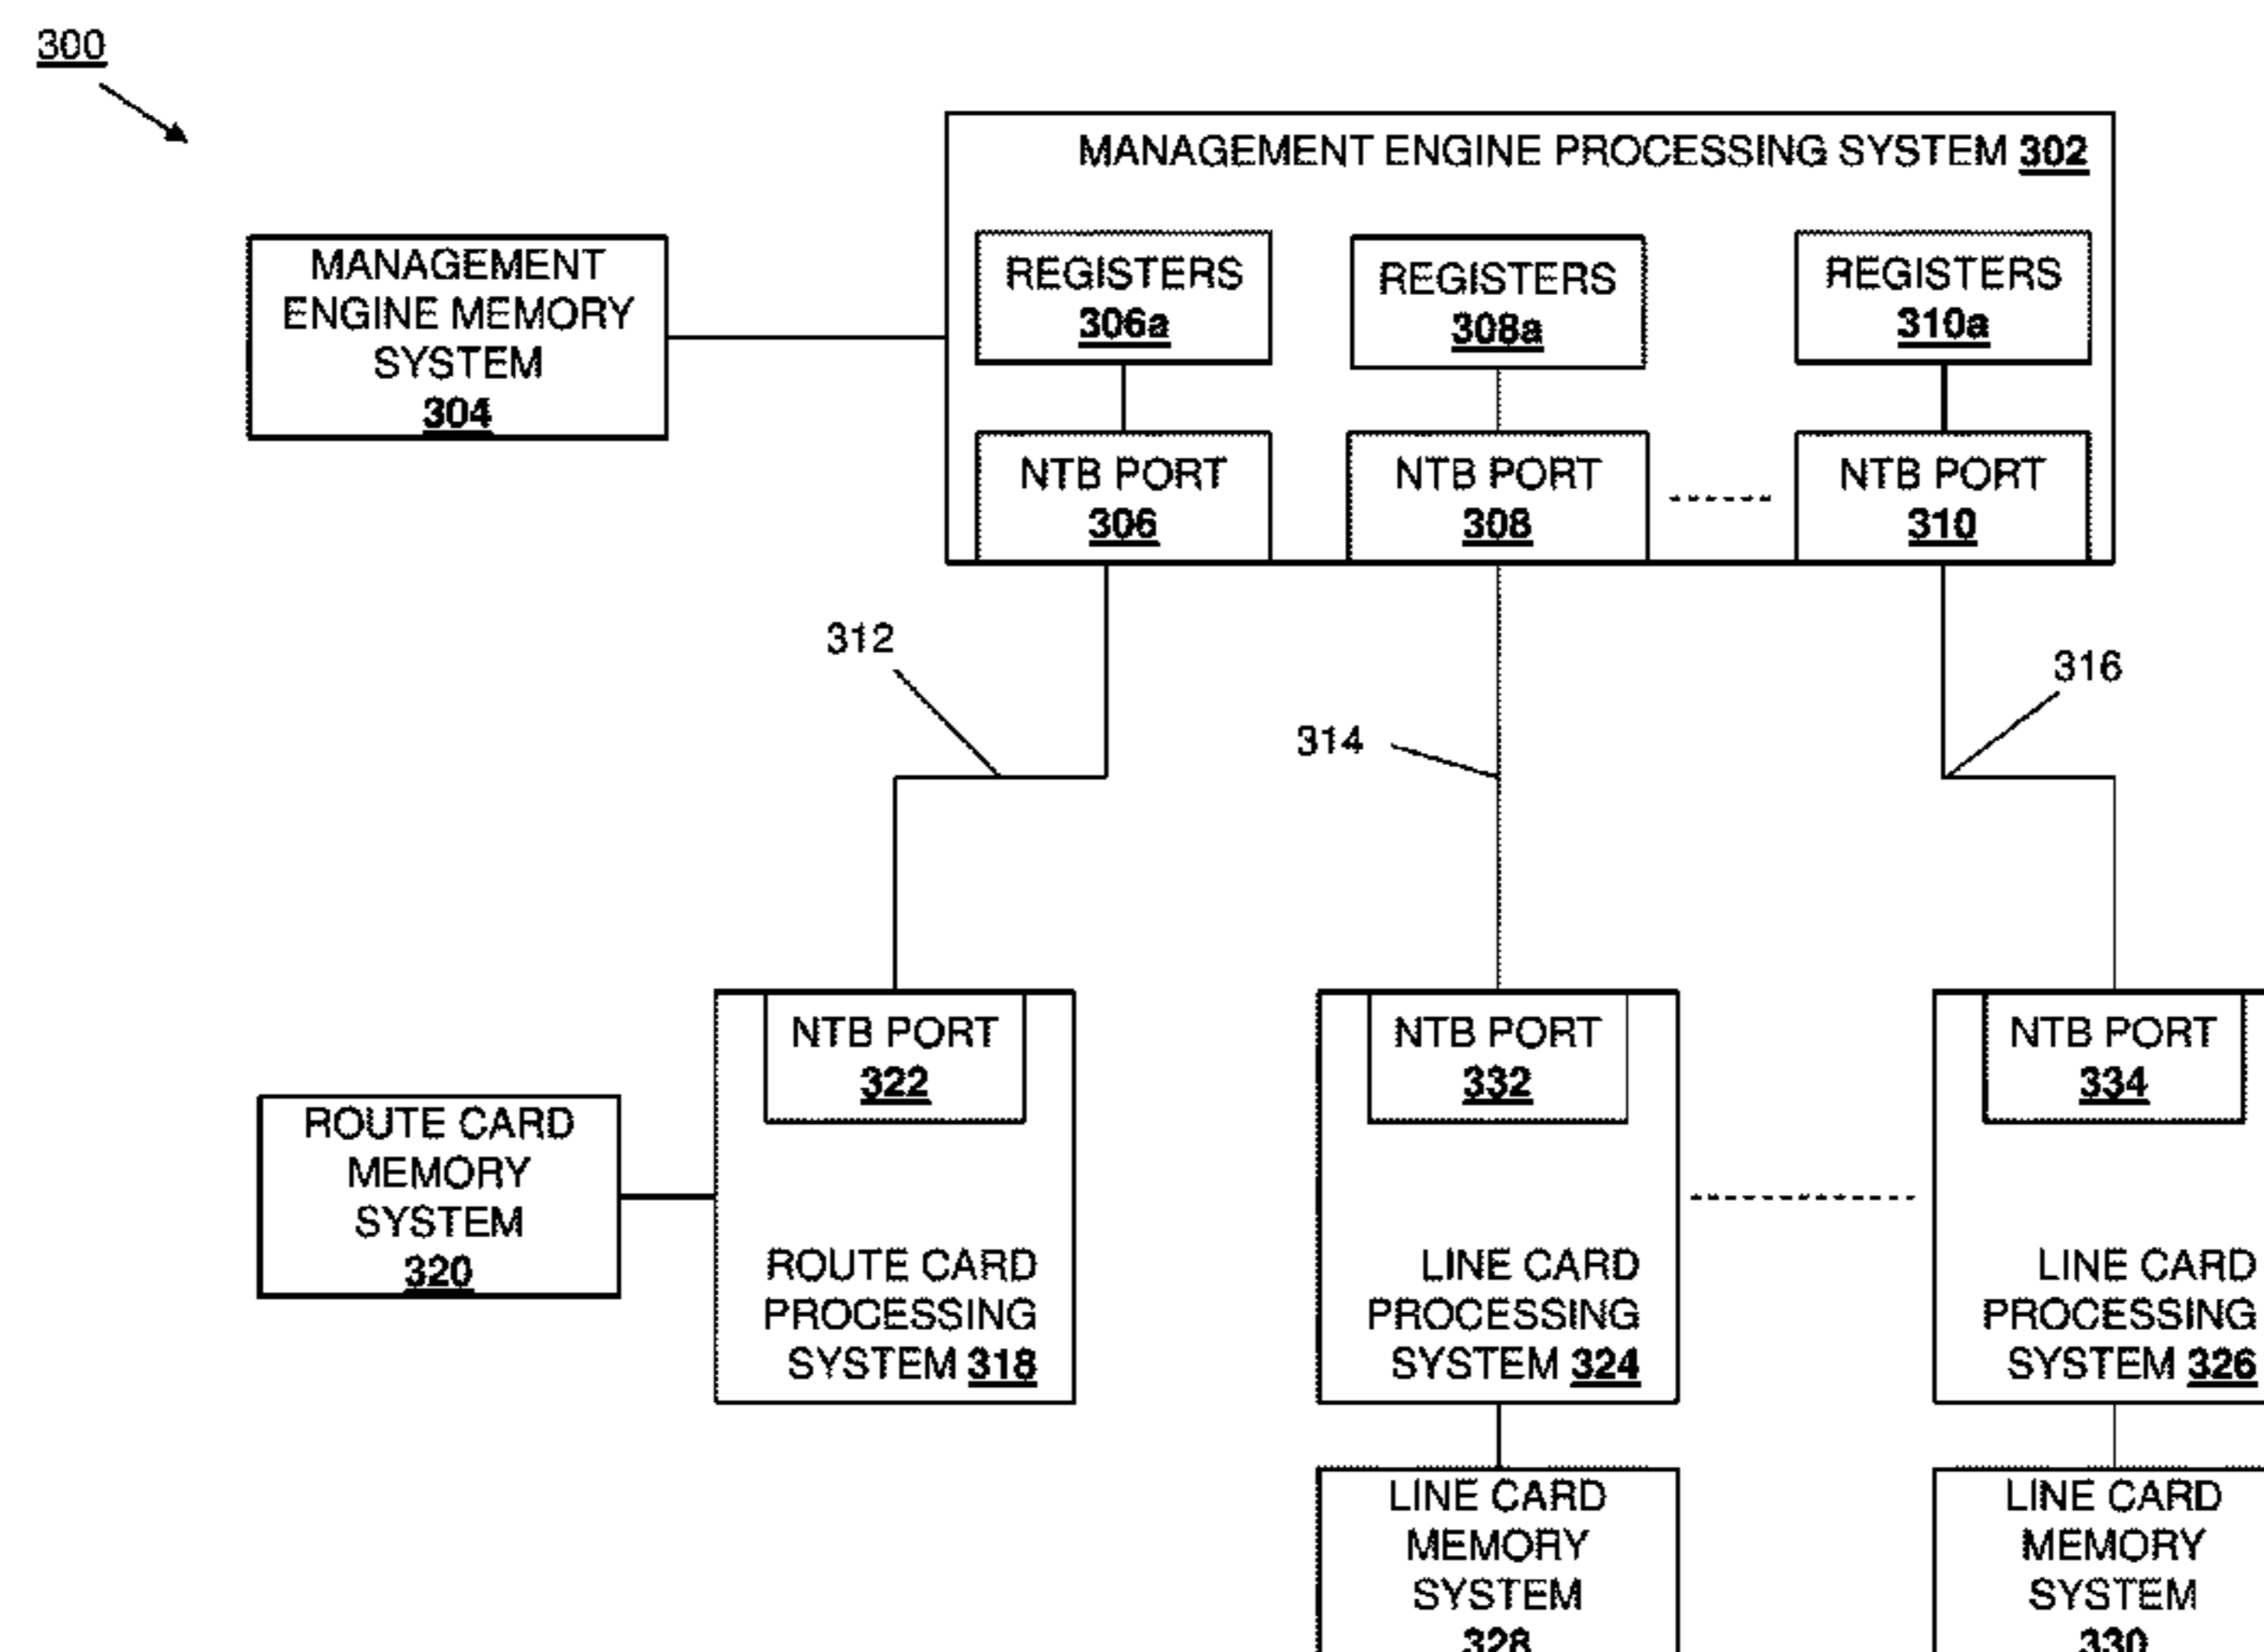 300
MANAGEMENT ENGINE PROCESSING SYSTEM 302
MANAGEMENT
ENGINE MEMORY
SYSTEM
304
REGISTERS
306a
REGISTERS
308a
REGISTERS
310a
NTB PORT
306
NTB PORT
308
NTB PORT
310
312
314
316
NTB PORT
322
NTB PORT
332
NTB PORT
334
ROUTE CARD
MEMORY
SYSTEM
320
ROUTE CARD
PROCESSING
SYSTEM 318
LINE CARD
PROCESSING
SYSTEM 324
LINE CARD
PROCESSING
SYSTEM 326
LINE CARD
MEMORY
SYSTEM
328
LINE CARD
MEMORY
SYSTEM
330